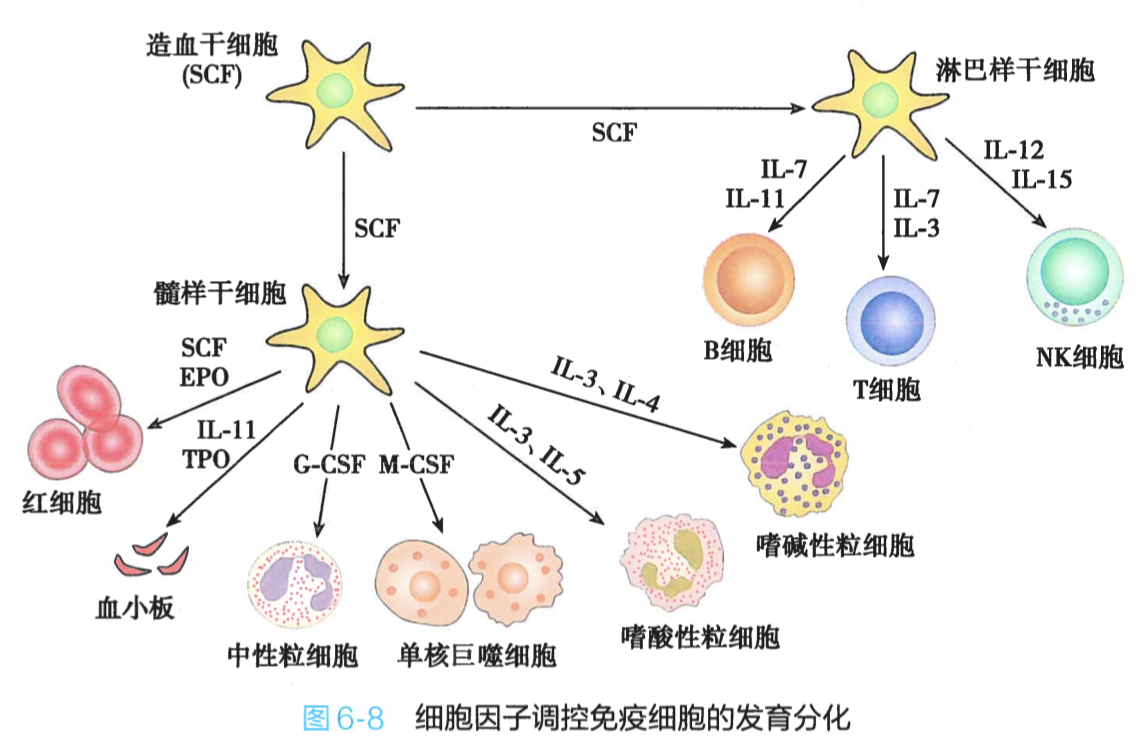 造血干细胞
(SCF)
淋巴样干细胞
SCF
IL-12
IL-15
IL-7
IL-11
IL-7
IL-3
SCF
B细胞
T细胞
NK细胞
髓样干细胞
SCF
EPO
IL-11
TPO
G-CSF
M-CSF
IL-3、IL-5
IL-3、IL-4
红细胞
血小板
中性粒细胞
单核巨噬细胞
嗜酸性粒细胞
嗜碱性粒细胞
图6-8 细胞因子调控免疫细胞的发育分化